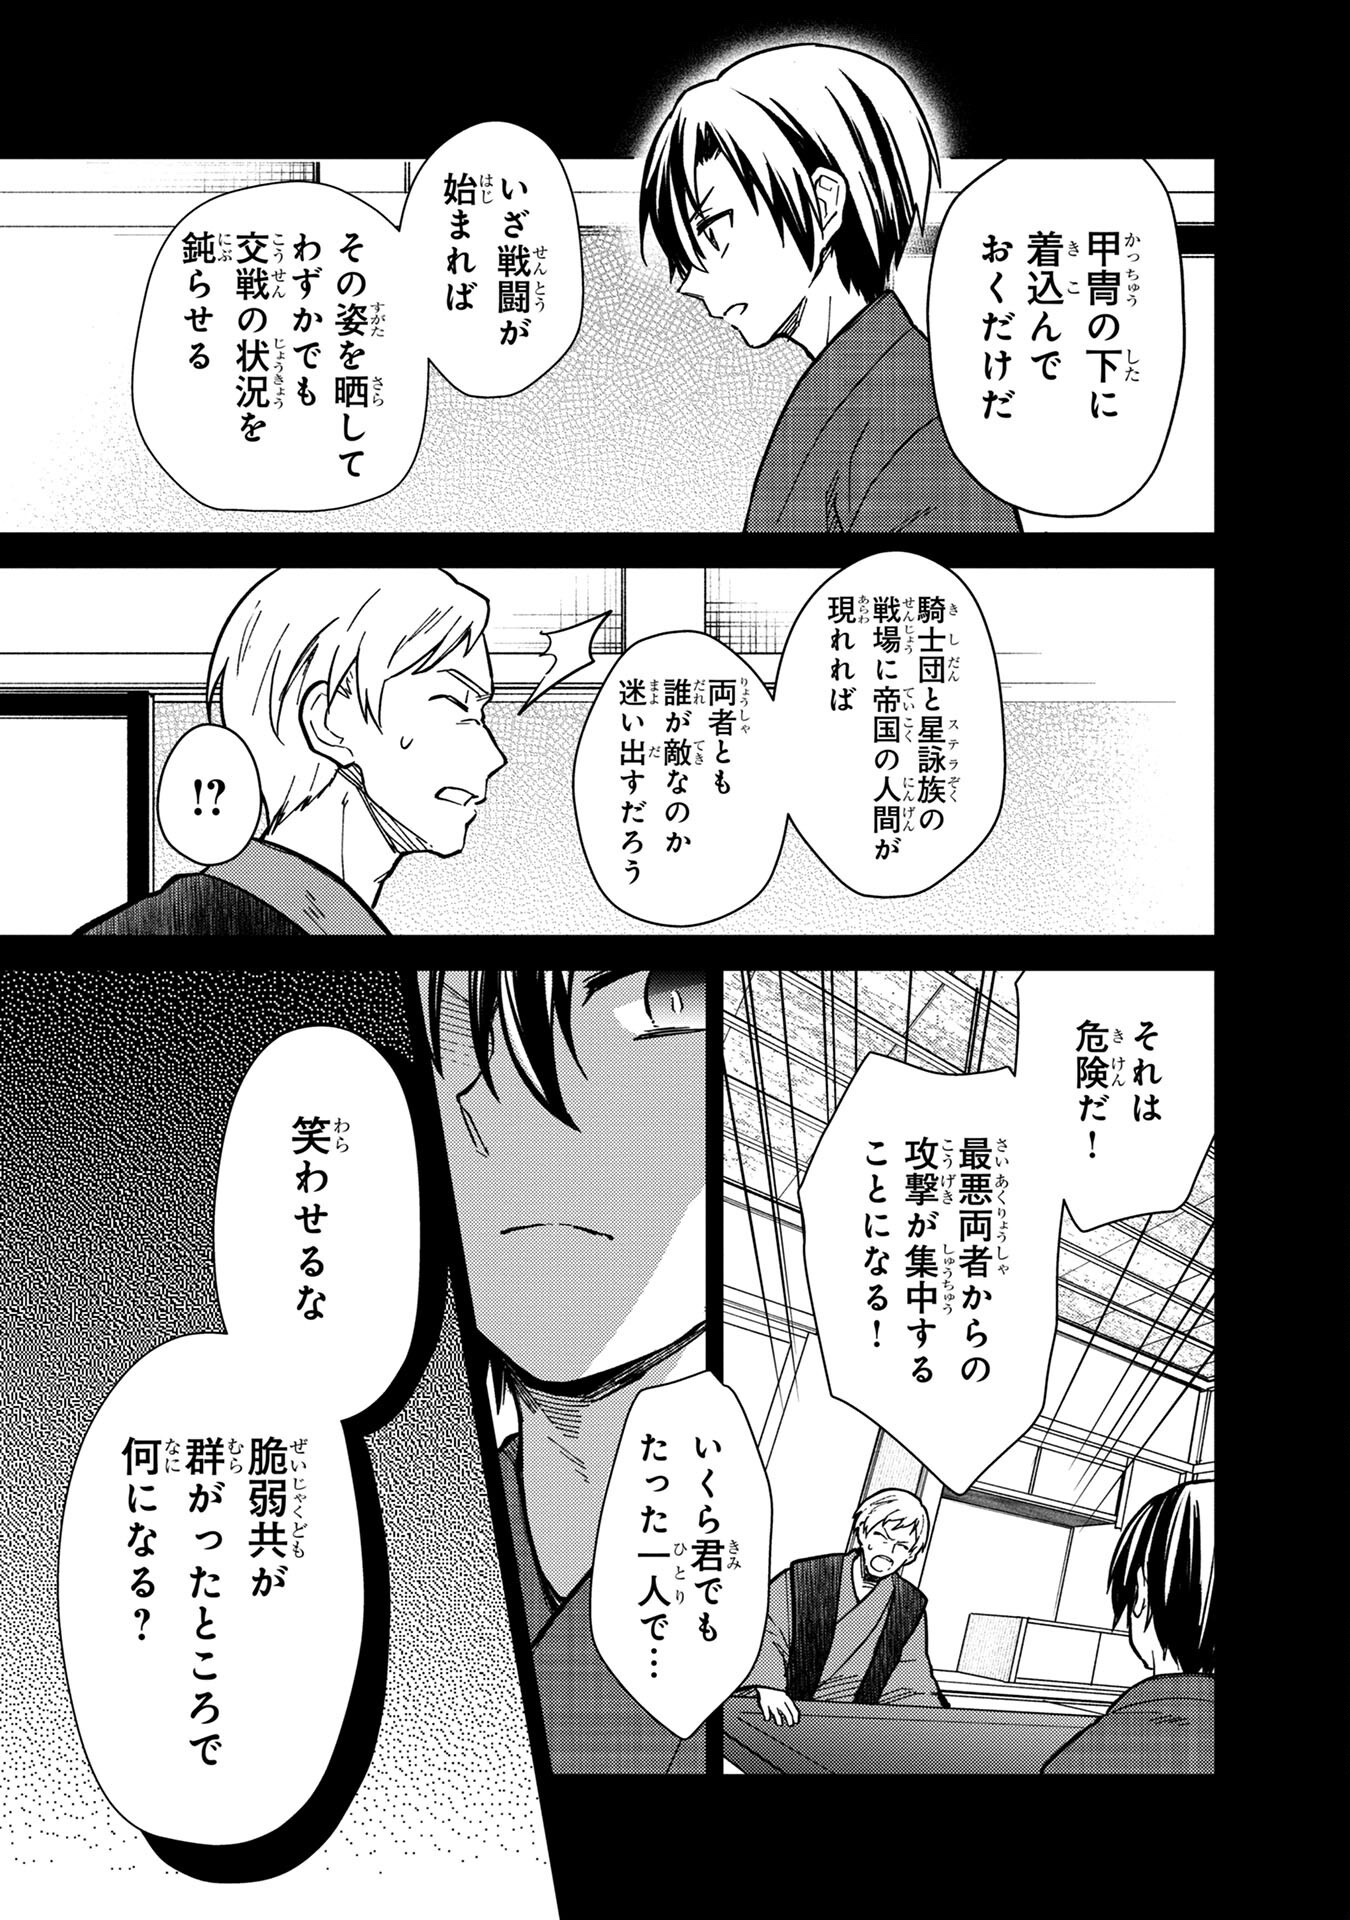 甲冑の下に
着込んで
おくだけだ
いざ戦闘が
始まれば
その姿を晒して
わずかでも
交戦の状況を
鈍らせる
騎士団と星詠族の
戦場に帝国の人間が
現れれば
両者とも
誰が敵なのか
迷い出すだろう
!?
それは
危険だ!
最悪両者からの
攻撃が集中する
ことになる!
いくら君でも
たった一人で…
笑わせるな
脆弱共が
群がったところで
何になる?